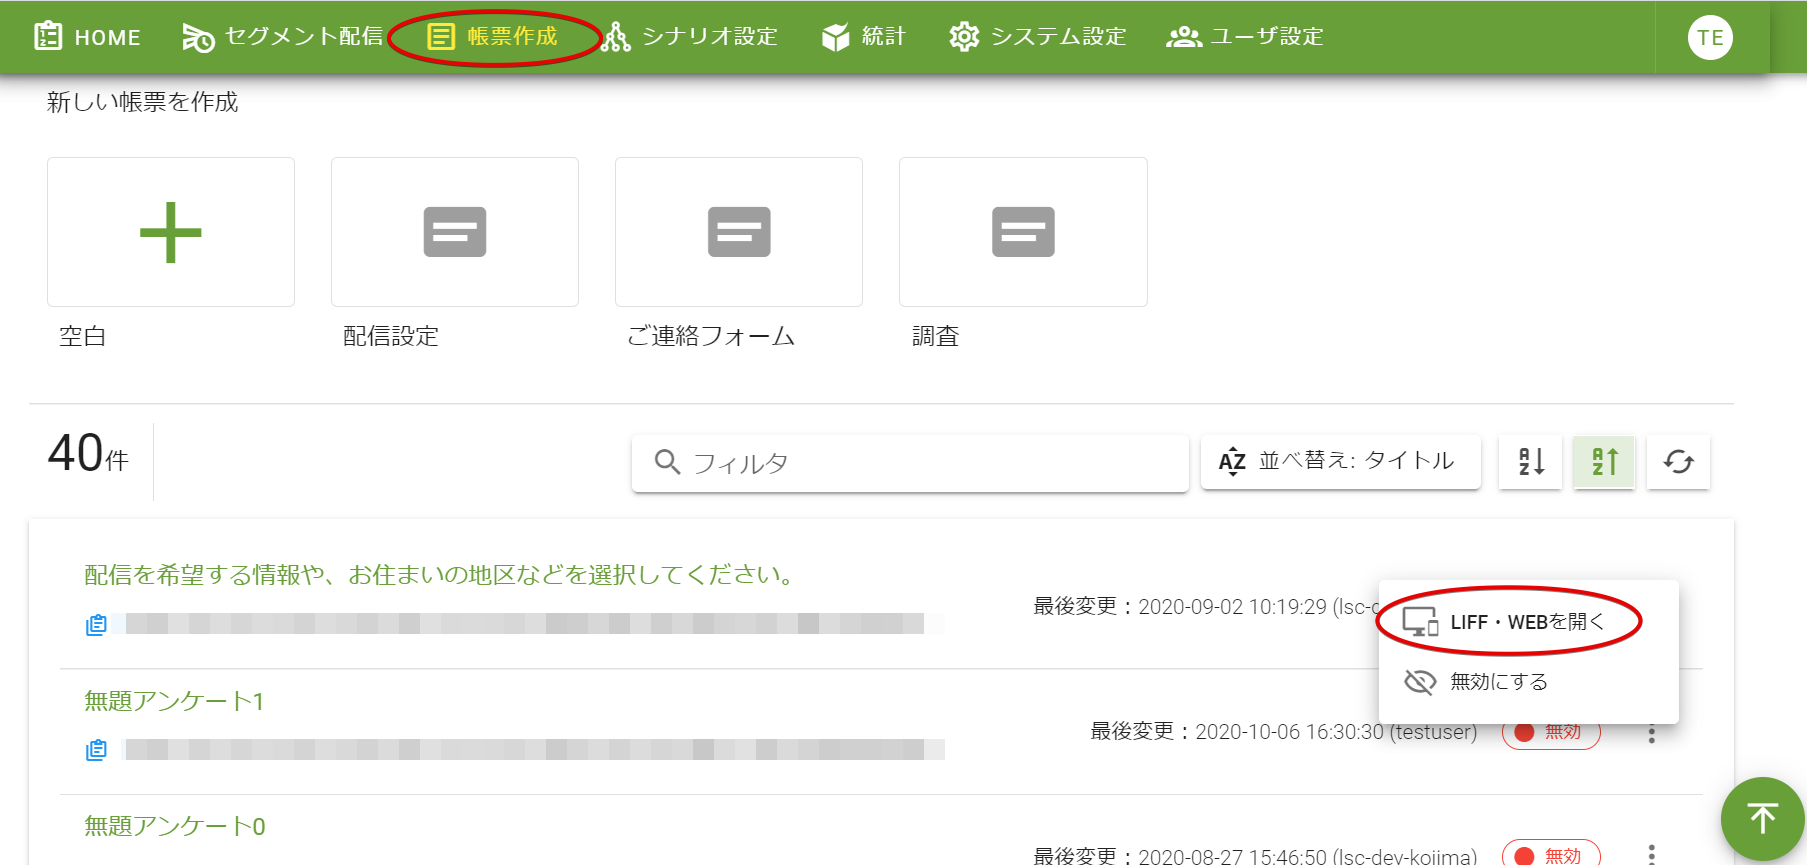 HOME セグメント配信 帳票作成 シナリオ設定 統計 システム設定 ユーザ設定 TE
新しい帳票を作成
空白 配信設定 ご連絡フォーム 調査
40件 フィルタ AZ 並べ替え: タイトル AZ AZ
配信を希望する情報や、お住まいの地区などを選択してください。
最後変更：2020-09-02 10:19:29 (lsc-d
LIFF・WEBを開く
無効にする
無題アンケート1
最後変更：2020-10-06 16:30:30 (testuser) 無効
無題アンケート0
最後変更：2020-08-27 15:46:50 (lsc-dev-kojima) 無効